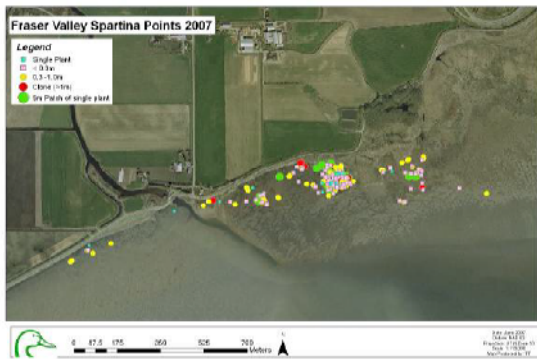 Fraser Valley Spartina Points 2007
Legend
Single Plant
< 0.3m
0.3-1.0m
Clone (>1m)
5m Patch of single plant
0 87.5 175 350 525 700
Meters